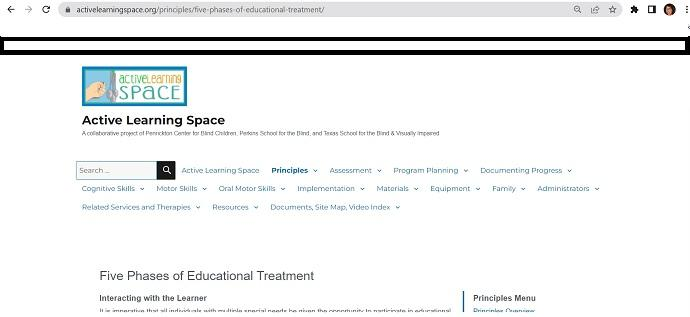 activelearningspace.org/principles/five-phases-of-educational-treatment/
activeLearning
SPACE
Active Learning Space
A collaborative project of Penrickton Center for Blind Children, Perkins School for the Blind, and Texas School for the Blind & Visually Impaired
Search … Active Learning Space Principles Assessment Program Planning Documenting Progress
Cognitive Skills Motor Skills Oral Motor Skills Implementation Materials Equipment Family Administrators
Related Services and Therapies Resources Documents, Site Map, Video Index
Five Phases of Educational Treatment
Interacting with the Learner Principles Menu
It is imperative that all individuals with multiple special needs be given the opportunity to participate in educational Principles Overview